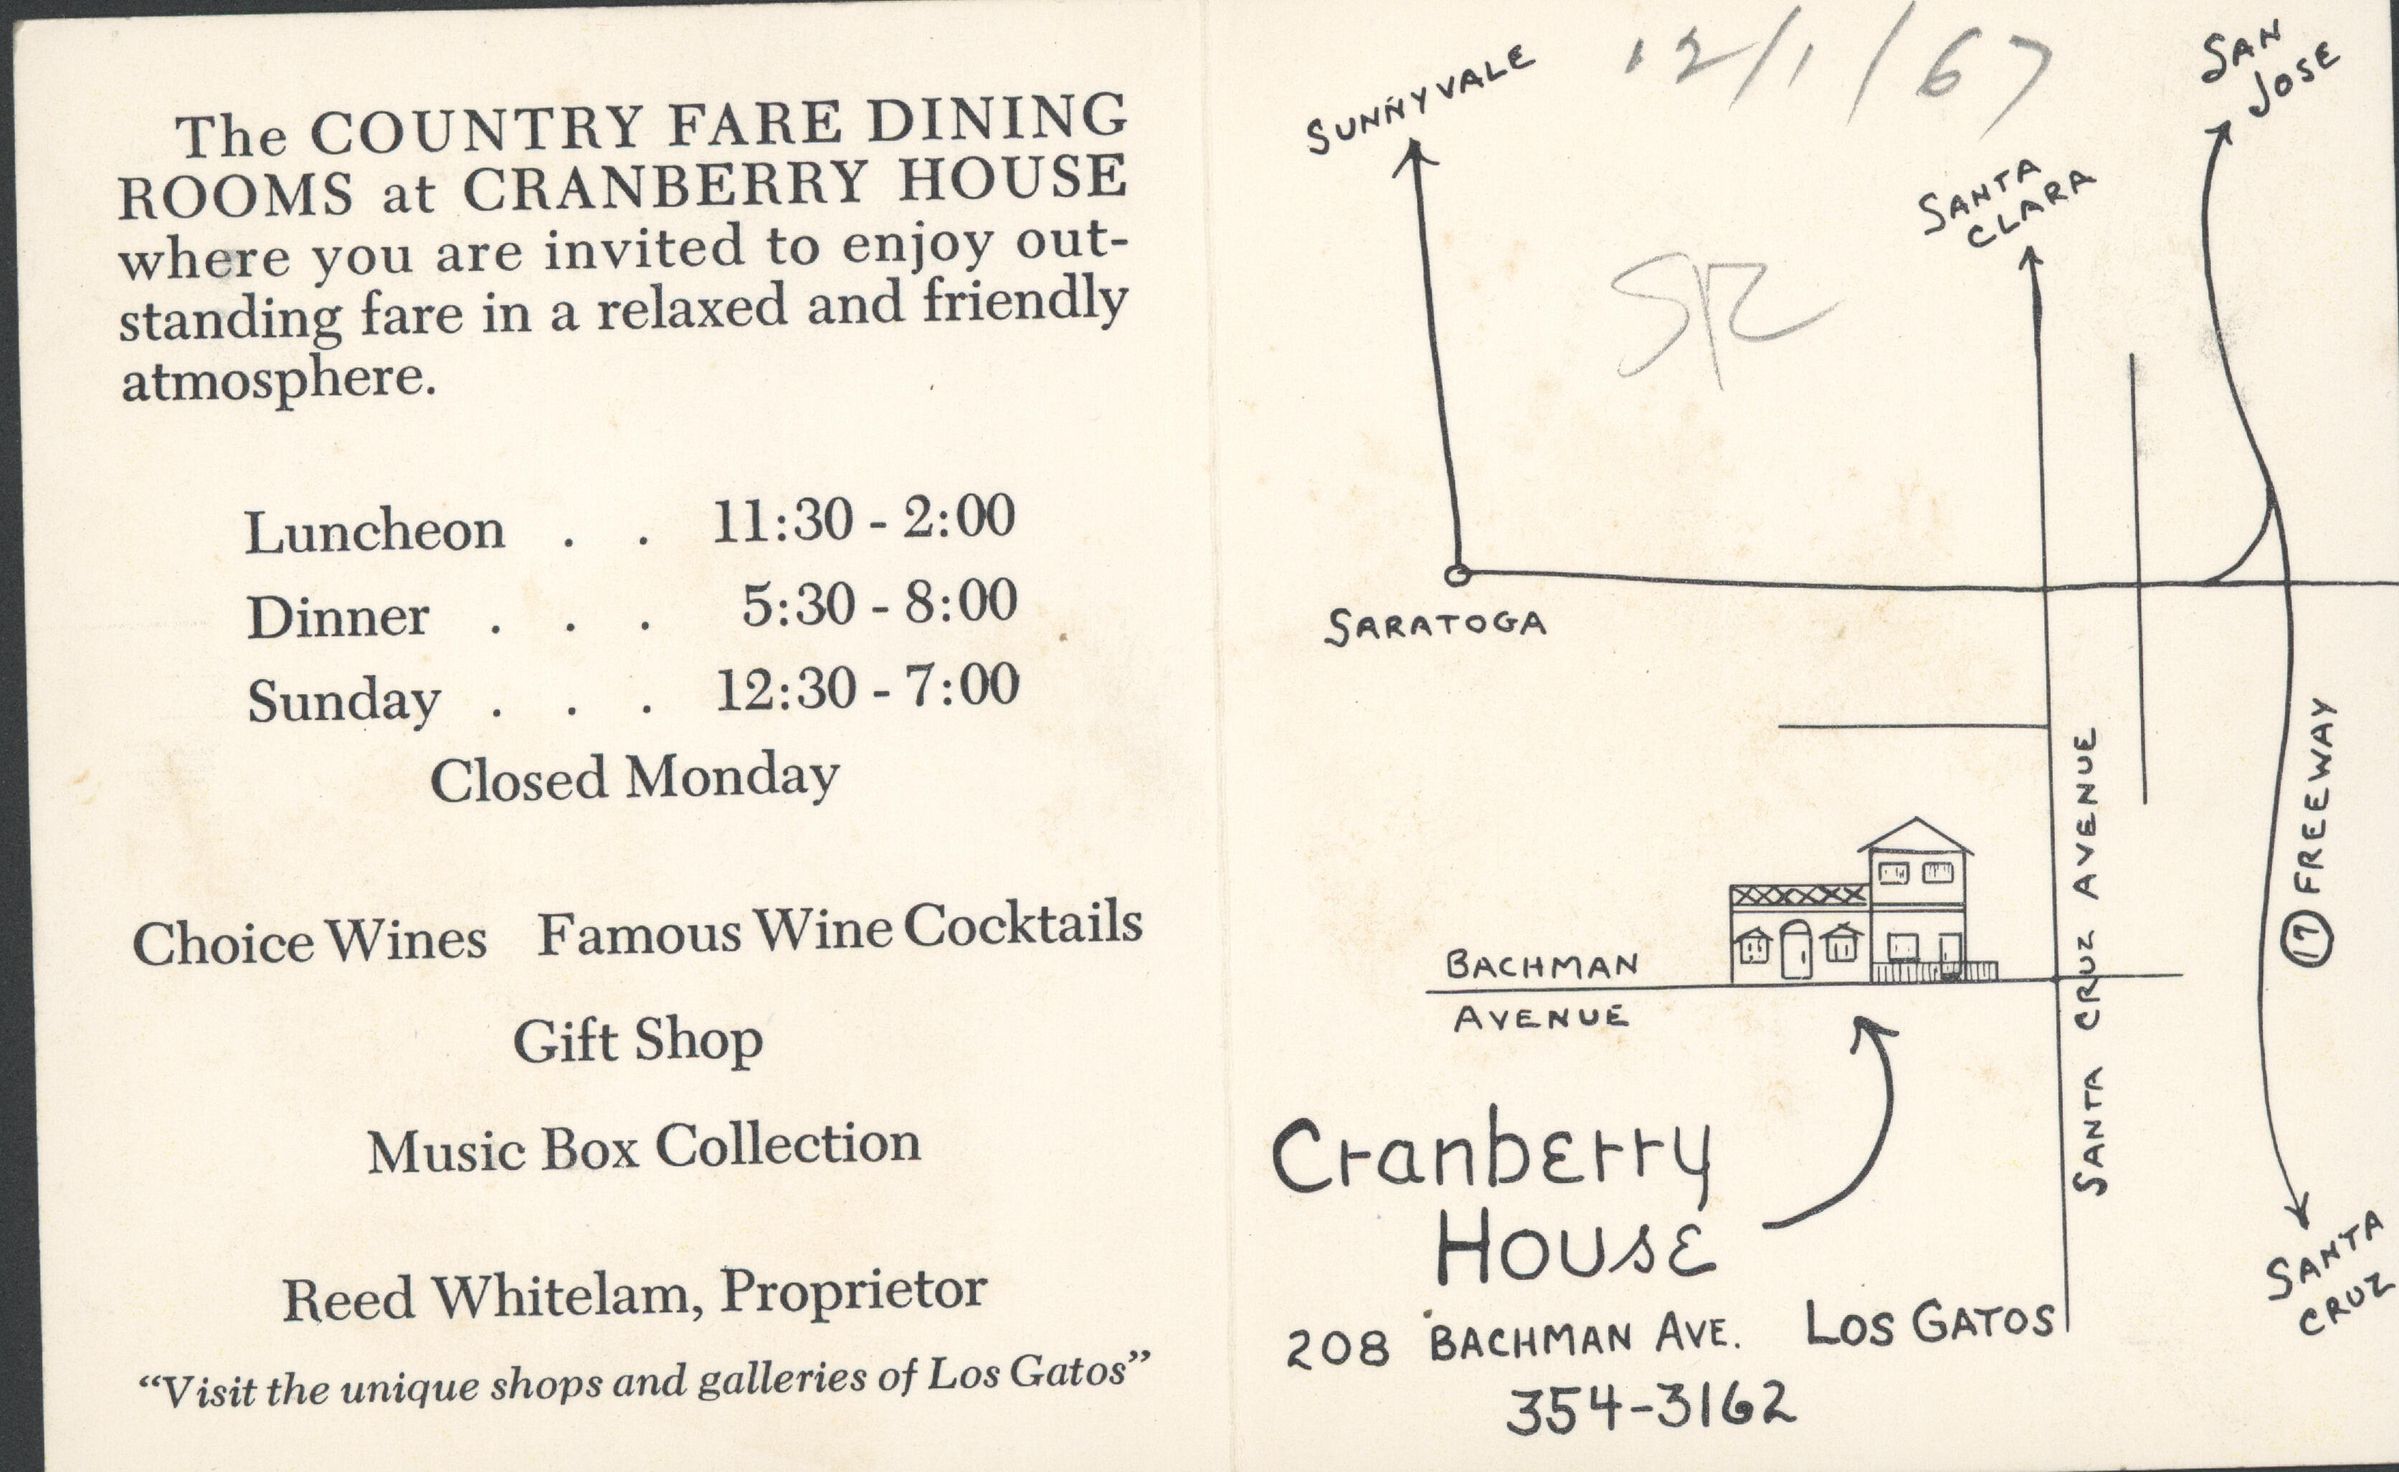 The COUNTRY FARE DINING
ROOMS at CRANBERRY HOUSE
where you are invited to enjoy out-
standing fare in a relaxed and friendly
atmosphere.
Luncheon . . 11:30 - 2:00
Dinner . . . 5:30 - 8:00
Sunday . . . 12:30 - 7:00
Closed Monday
Choice Wines Famous Wine Cocktails
Gift Shop
Music Box Collection
Reed Whitelam, Proprietor
“Visit the unique shops and galleries of Los Gatos”
12/1/67
SUNNYVALE
SAN
JOSE
SANTA
CLARA
SR
SARATOGA
17 FREEWAY
SANTA CRUZ AVENUE
BACHMAN
AVENUE
Cranberry
House
SANTA
CRUZ
208 BACHMAN AVE. LOS GATOS
354-3162